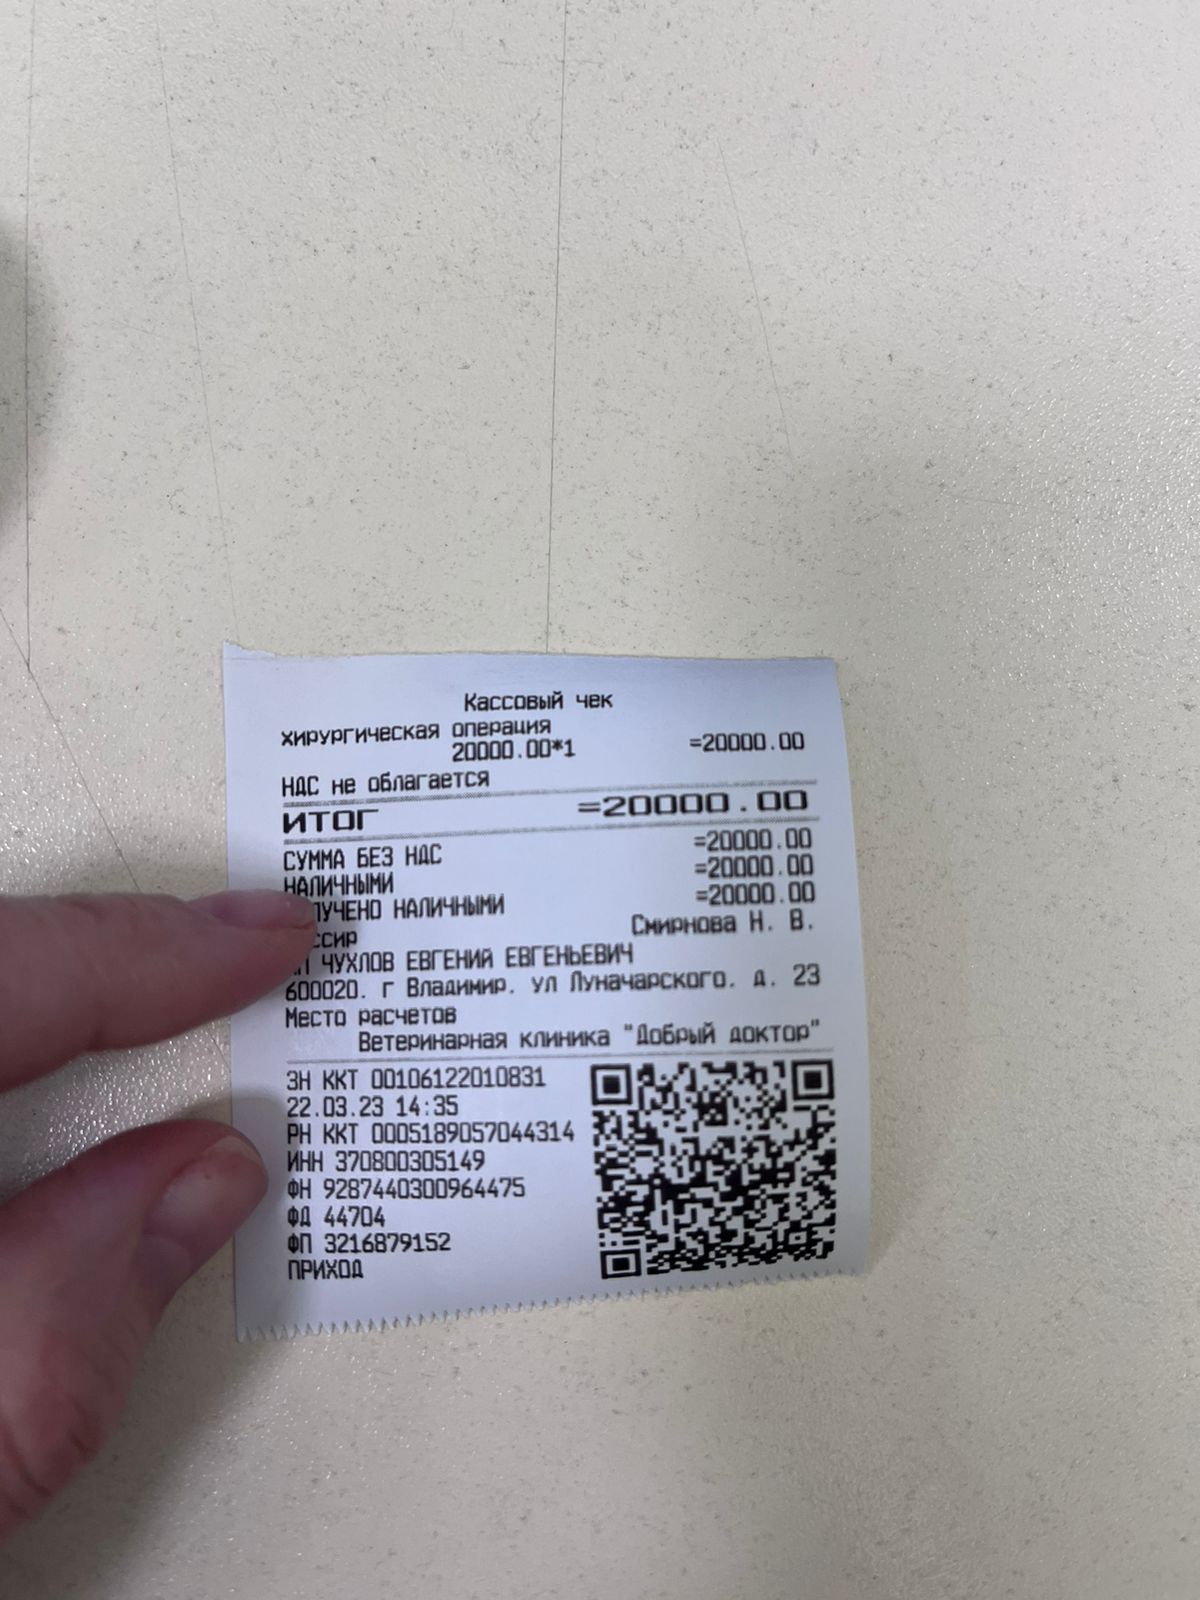 Кассовый чек
хирургическая операция
20000.00*1 =20000.00
НДС не облагается
ИТОГ =20000.00
СУММА БЕЗ НДС =20000.00
НАЛИЧНЫМИ =20000.00
НАЛИЧНЫМИ =20000.00
Смирнова Н. В.
ЧУХЛОВ ЕВГЕНИЙ ЕВГЕНЬЕВИЧ
600020. г Владимир. ул Луначарского. д. 23
Место расчетов
Ветеринарная клиника "Добрый доктор"
ЗН ККТ 00106122010831
22.03.23 14:35
РН ККТ 0005189057044314
ИНН 370800305149
ФН 9287440300964475
ФД 44704
ФП 3216879152
ПРИХОД